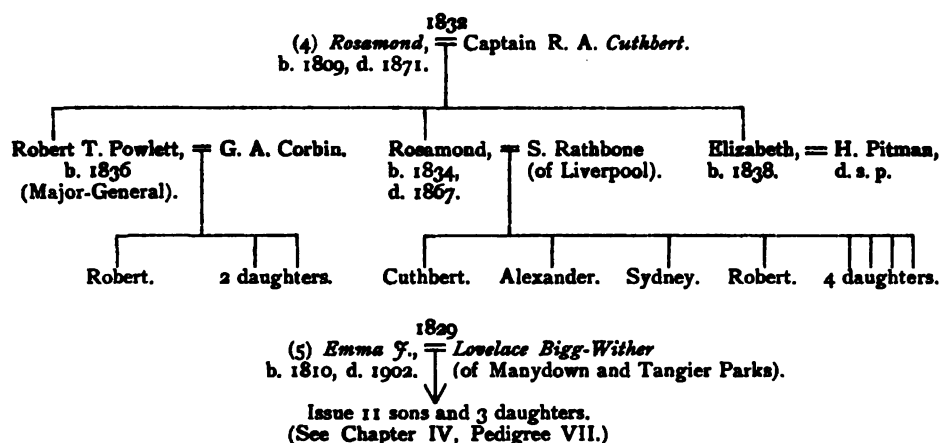 1832
(4) Rosamond, = Captain R. A. Cuthbert.
b. 1809, d. 1871.
Robert T. Powlett, = G. A. Corbin. Rosamond, = S. Rathbone Elizabeth, = H. Pitman,
b. 1836 b. 1834, (of Liverpool). b. 1838. d. s. p.
(Major-General). d. 1867.
Robert. 2 daughters. Cuthbert. Alexander. Sydney. Robert. 4 daughters.
1829
(5) Emma J., = Lovelace Bigg-Wither
b. 1810, d. 1902. (of Manydown and Tangier Parks).
Issue 11 sons and 3 daughters.
(See Chapter IV, Pedigree VII.)